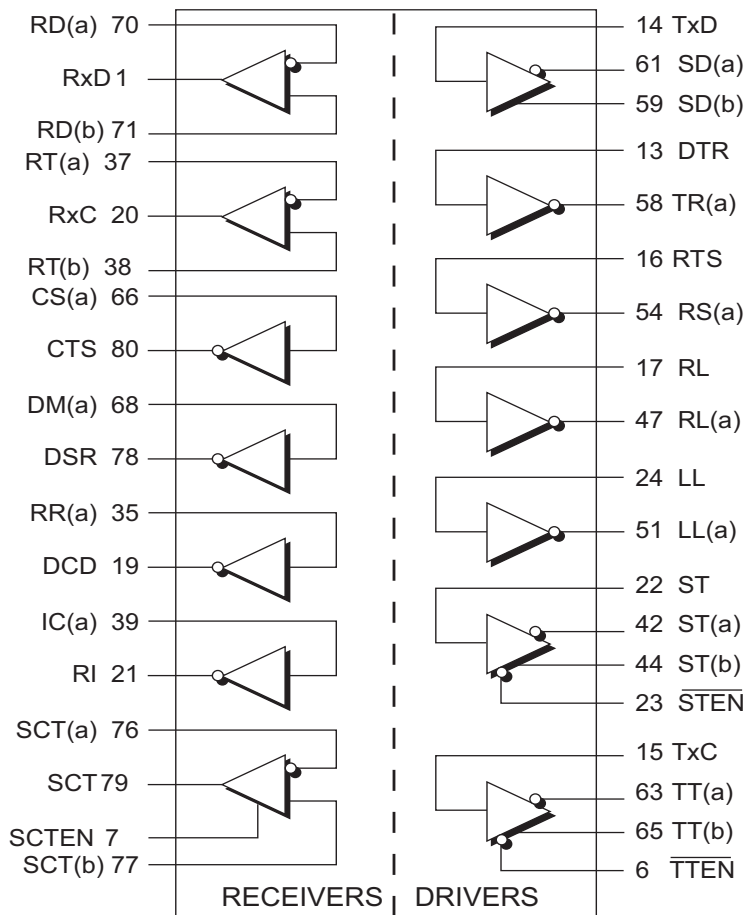 RD(a) 70
RxD 1
RD(b) 71
RT(a) 37
RxC 20
RT(b) 38
CS(a) 66
CTS 80
DM(a) 68
DSR 78
RR(a) 35
DCD 19
IC(a) 39
RI 21
SCT(a) 76
SCT 79
SCTEN 7
SCT(b) 77
RECEIVERS
14 TxD
61 SD(a)
59 SD(b)
13 DTR
58 TR(a)
16 RTS
54 RS(a)
17 RL
47 RL(a)
24 LL
51 LL(a)
22 ST
42 ST(a)
44 ST(b)
23 S̅T̅E̅N̅
15 TxC
63 TT(a)
65 TT(b)
6 T̅T̅E̅N̅
DRIVERS